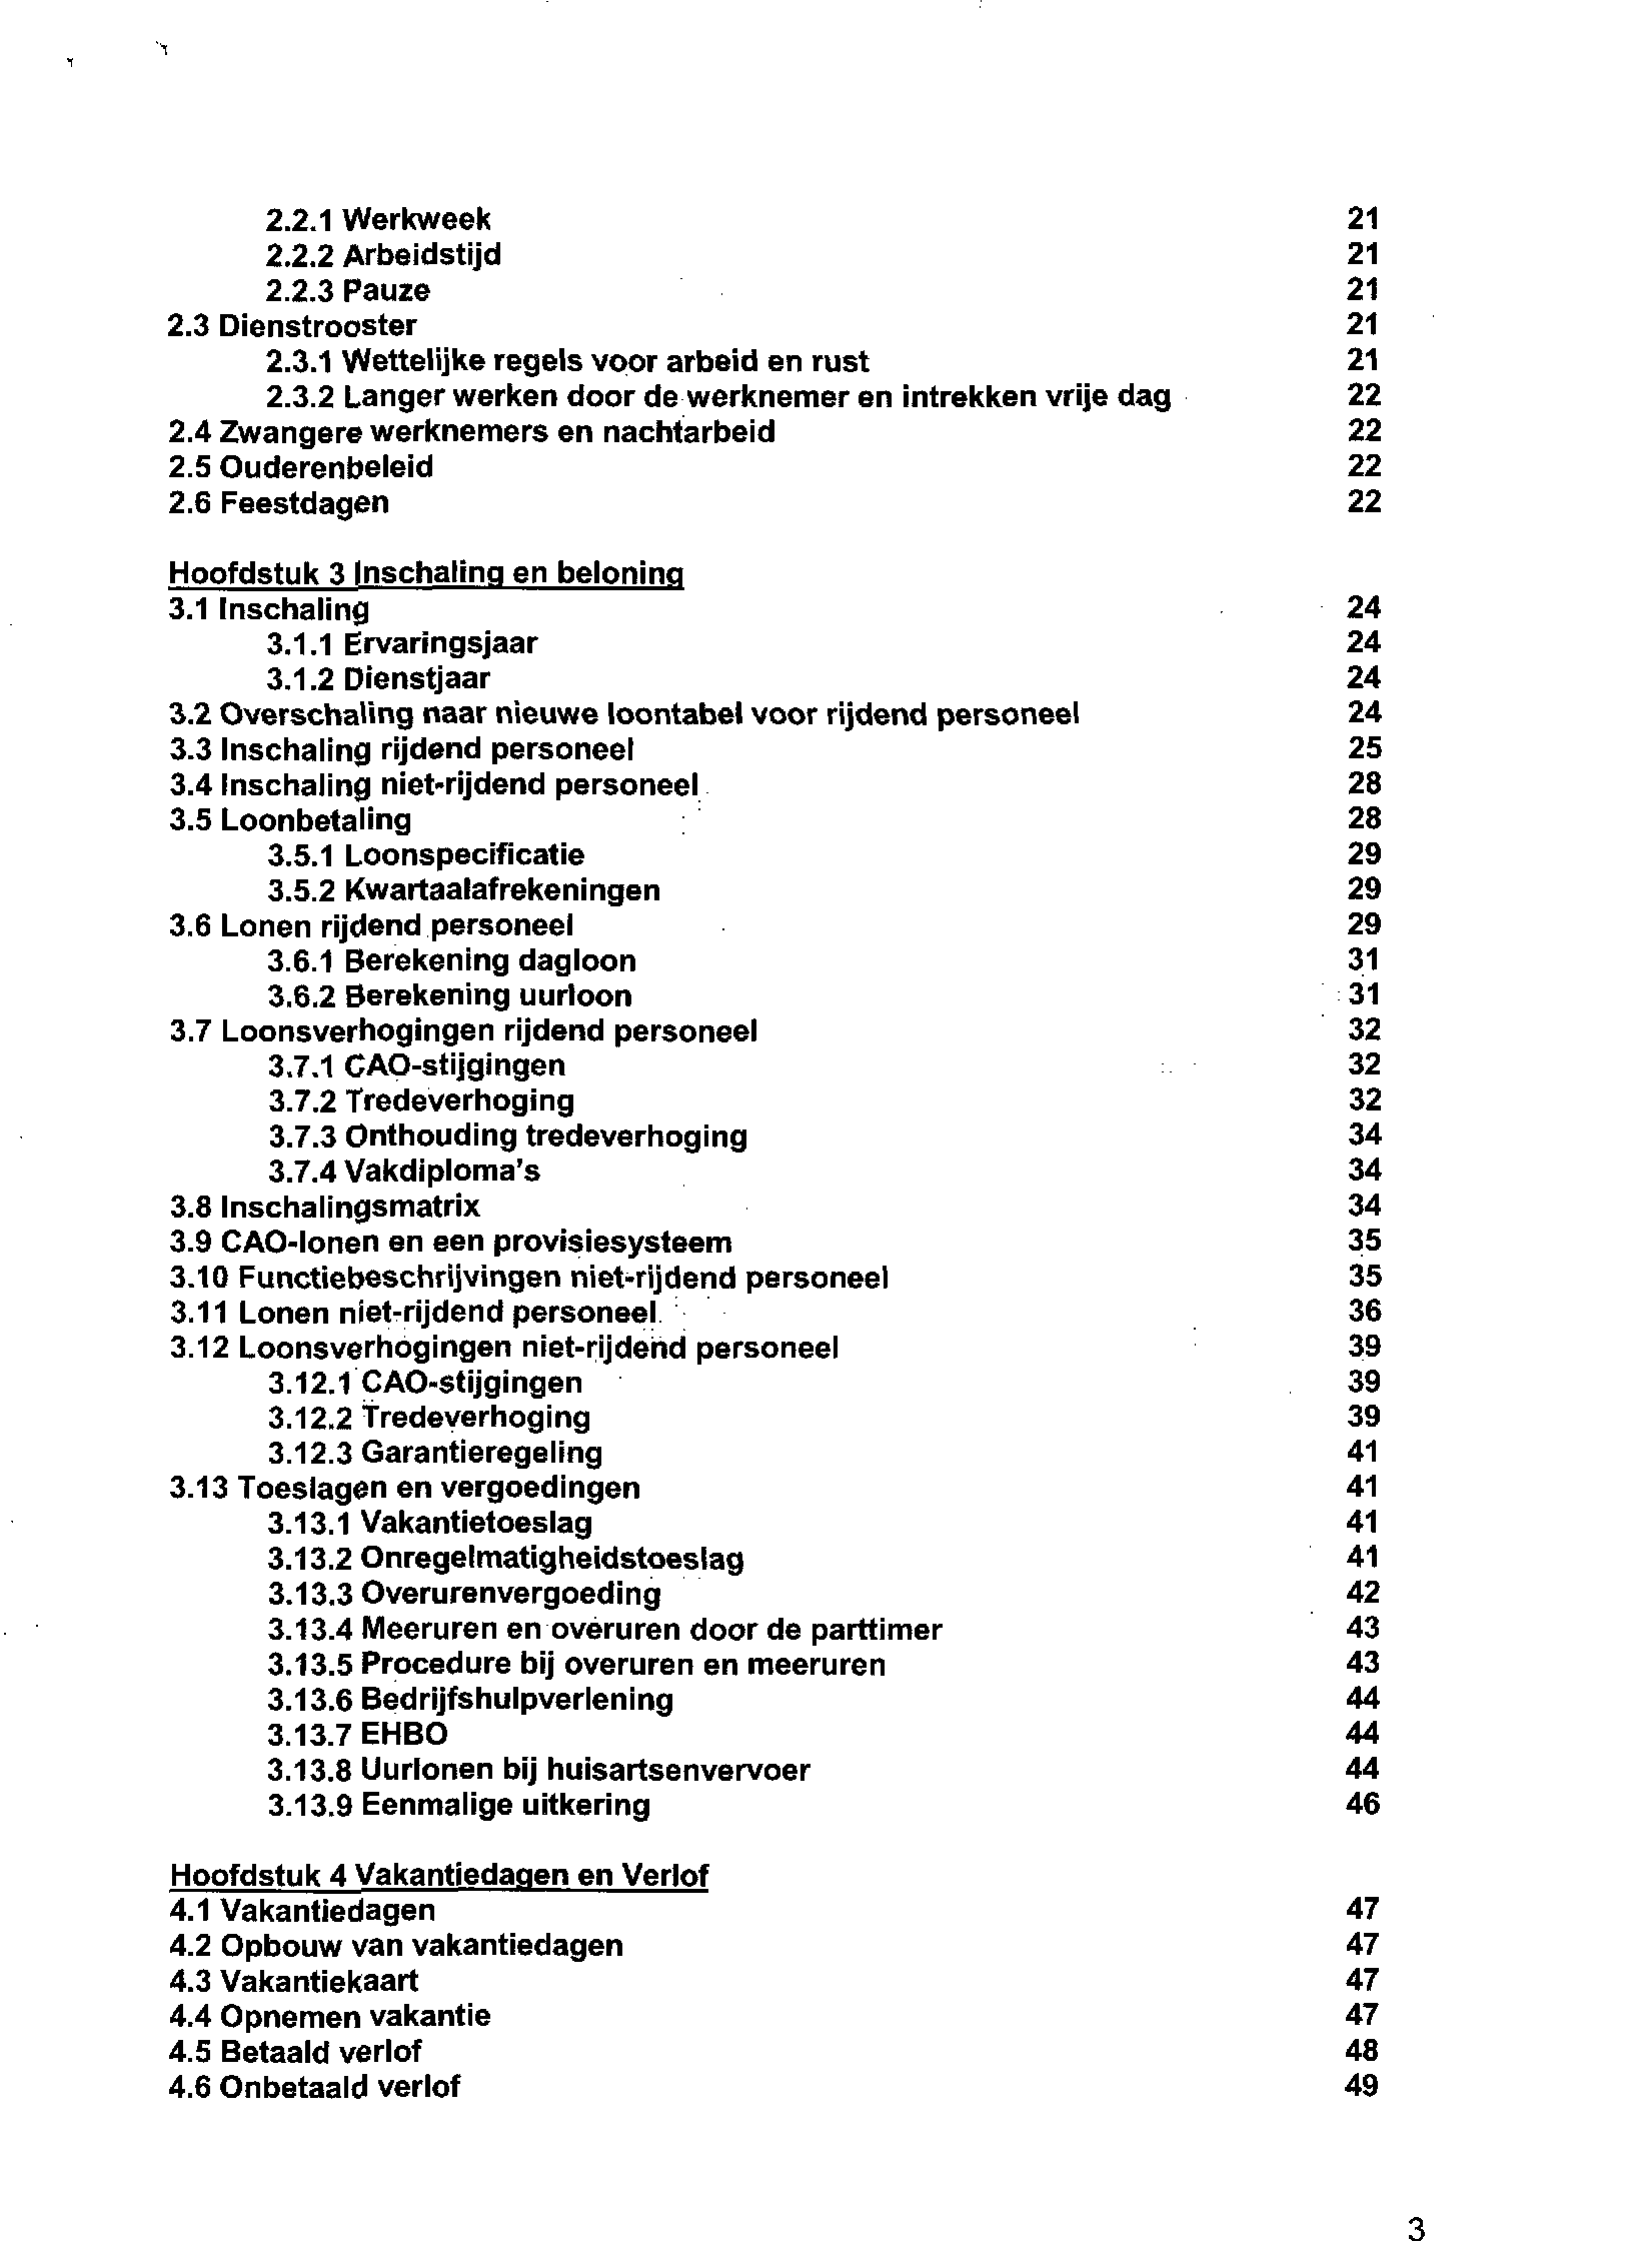 2.2.1 Werkweek 21
2.2.2 Arbeidstijd 21
2.2.3 Pauze 21
2.3 Dienstrooster 21
2.3.1 Wettelijke regels voor arbeid en rust 21
2.3.2 Langer werken door de werknemer en intrekken vrije dag 22
2.4 Zwangere werknemers en nachtarbeid 22
2.5 Ouderenbeleid 22
2.6 Feestdagen 22
Hoofdstuk 3 Inschaling en beloning
3.1 Inschaling 24
3.1.1 Ervaringsjaar 24
3.1.2 Dienstjaar 24
3.2 Overschaling naar nieuwe loontabel voor rijdend personeel 24
3.3 Inschaling rijdend personeel 25
3.4 Inschaling niet-rijdend personeel 28
3.5 Loonbetaling 28
3.5.1 Loonspecificatie 29
3.5.2 Kwartaalafrekeningen 29
3.6 Lonen rijdend personeel 29
3.6.1 Berekening dagloon 31
3.6.2 Berekening uurloon 31
3.7 Loonsverhogingen rijdend personeel 32
3.7.1 CAO-stijgingen 32
3.7.2 Tredeverhoging 32
3.7.3 Onthouding tredeverhoging 34
3.7.4 Vakdiploma's 34
3.8 Inschalingsmatrix 34
3.9 CAO-lonen en een provisiesysteem 35
3.10 Functiebeschrijvingen niet-rijdend personeel 35
3.11 Lonen niet-rijdend personeel 36
3.12 Loonsverhogingen niet-rijdend personeel 39
3.12.1 CAO-stijgingen 39
3.12.2 Tredeverhoging 39
3.12.3 Garantieregeling 41
3.13 Toeslagen en vergoedingen 41
3.13.1 Vakantietoeslag 41
3.13.2 Onregelmatigheidstoeslag 41
3.13.3 Overurenvergoeding 42
3.13.4 Meeruren en overuren door de parttimer 43
3.13.5 Procedure bij overuren en meeruren 43
3.13.6 Bedrijfshulpverlening 44
3.13.7 EHBO 44
3.13.8 Uurlonen bij huisartsenvervoer 44
3.13.9 Eenmalige uitkering 46
Hoofdstuk 4 Vakantiedagen en Verlof
4.1 Vakantiedagen 47
4.2 Opbouw van vakantiedagen 47
4.3 Vakantiekaart 47
4.4 Opnemen vakantie 47
4.5 Betaald verlof 48
4.6 Onbetaald verlof 49
3